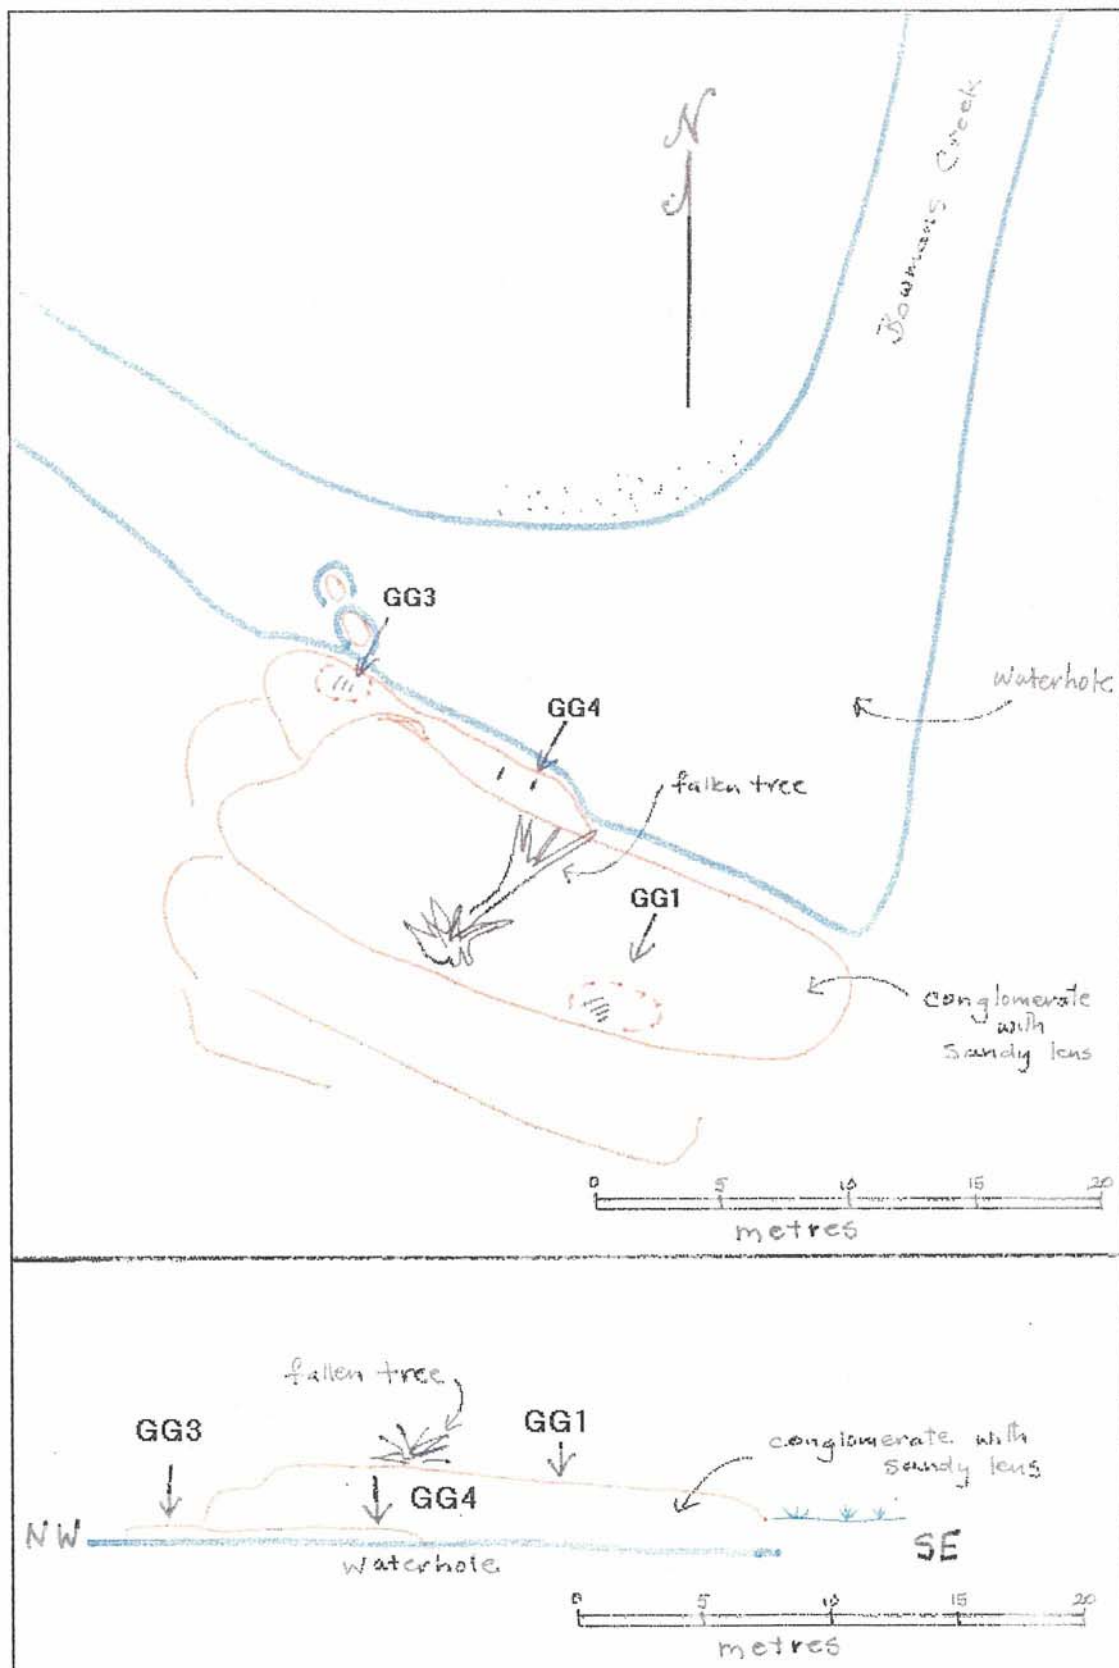 N
Bowmans Creek
GG3
waterhole
GG4
fallen tree
GG1
conglomerate
with
sandy lens
0 5 10 15 20
metres
fallen tree
GG3
GG1
conglomerate with
sandy lens
GG4
NW
SE
waterhole
0 5 10 15 20
metres